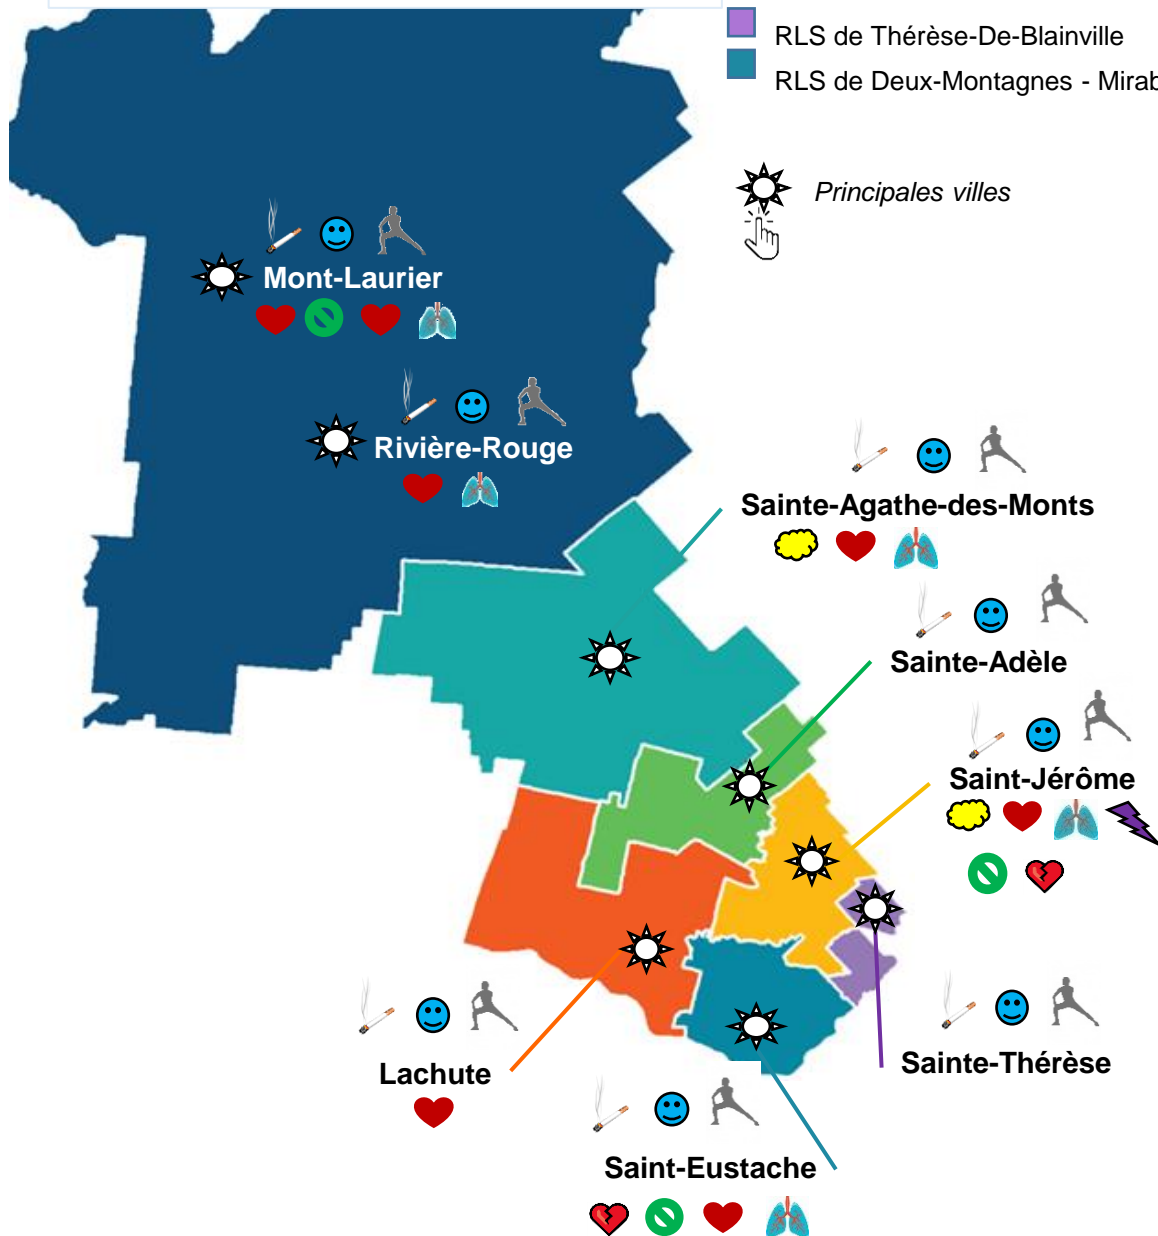 RLS de Thérèse-De-Blainville
RLS de Deux-Montagnes - Mirab
Principales villes
Mont-Laurier
Rivière-Rouge
Sainte-Agathe-des-Monts
Sainte-Adèle
Saint-Jérôme
Lachute
Sainte-Thérèse
Saint-Eustache